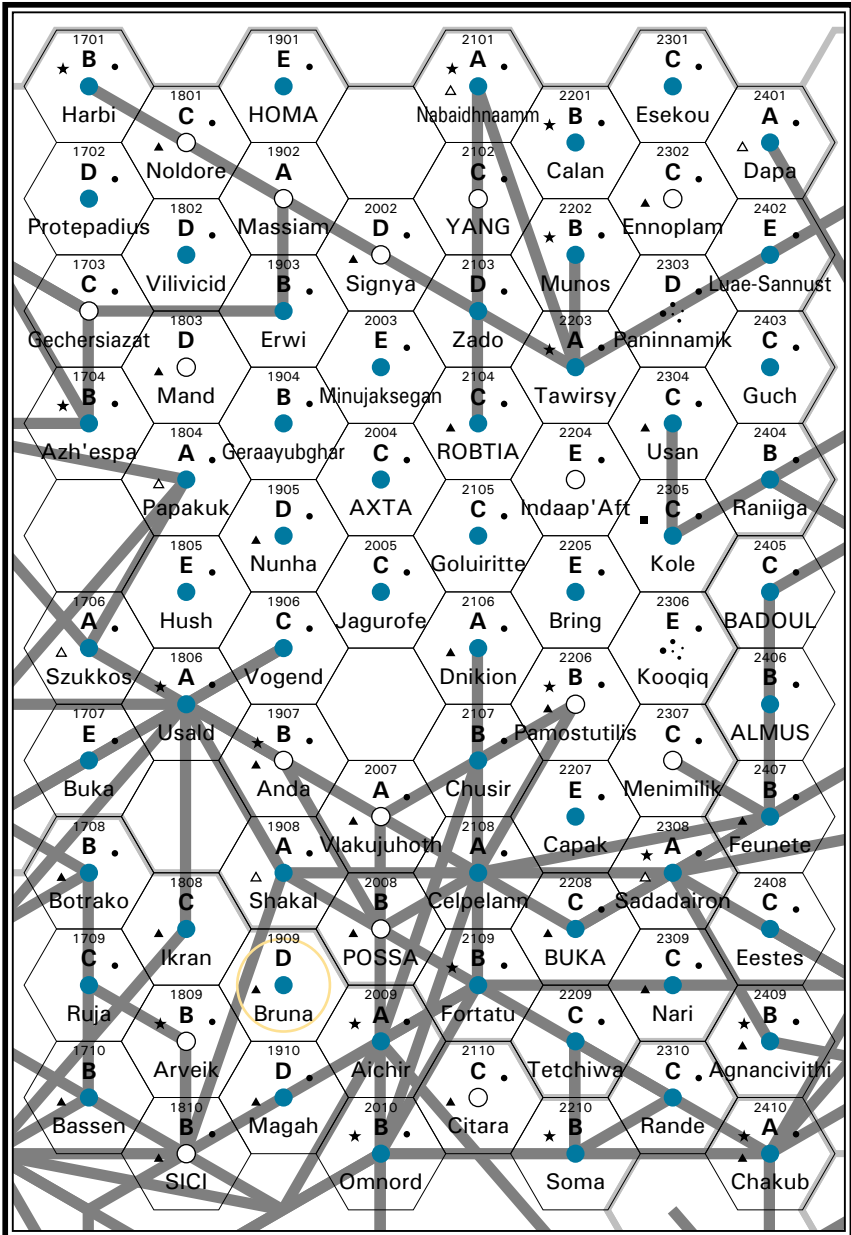 1701
B
Harbi
1901
E
HOMA
2101
A
Nabaidhnaamm
2301
C
Esekou
1801
C
Noldore
2201
B
Calan
2401
A
Dapa
1702
D
Protepadius
1902
A
Massiam
2102
C
YANG
2302
C
Ennoplam
1802
D
Vilivicid
2002
D
Signya
2202
B
Munos
2402
E
Luae-Sannust
1703
C
Gechersiazat
1903
B
Erwi
2103
D
Zado
2303
D
Paninnamik
1803
D
Mand
2003
E
Minujaksegan
2203
A
Tawirsy
2403
C
Guch
1704
B
Azh'espa
1904
B
Geraayubghar
2104
C
ROBTIA
2304
C
Usan
1804
A
Papakuk
2004
C
AXTA
2204
E
Indaap'Aft
2404
B
Raniiga
1905
D
Nunha
2105
C
Goluiritte
2305
C
Kole
1805
E
Hush
2005
C
Jagurofe
2205
E
Bring
2405
C
BADOUL
1706
A
Szukkos
1906
C
Vogend
2106
A
Dnikion
2306
E
Kooqiq
1806
A
Usald
2206
B
Pamostutilis
2406
B
ALMUS
1707
E
Buka
1907
B
Anda
2107
B
Chusir
2307
C
Menimilik
2007
A
Vlakujuhoth
2207
E
Capak
2407
B
Feunete
1708
B
Botrako
1908
A
Shakal
2108
A
Celpelann
2308
A
Sadadairon
1808
C
Ikran
2008
B
POSSA
2208
C
BUKA
2408
C
Eestes
1709
C
Ruja
1909
D
Bruna
2109
B
Fortatu
2309
C
Nari
1809
B
Arveik
2009
A
Aichir
2209
C
Tetchiwa
2409
B
Agnancivithi
1710
B
Bassen
1910
D
Magah
2110
C
Citara
2310
C
Rande
1810
B
SICI
2010
B
Omnord
2210
B
Soma
2410
A
Chakub